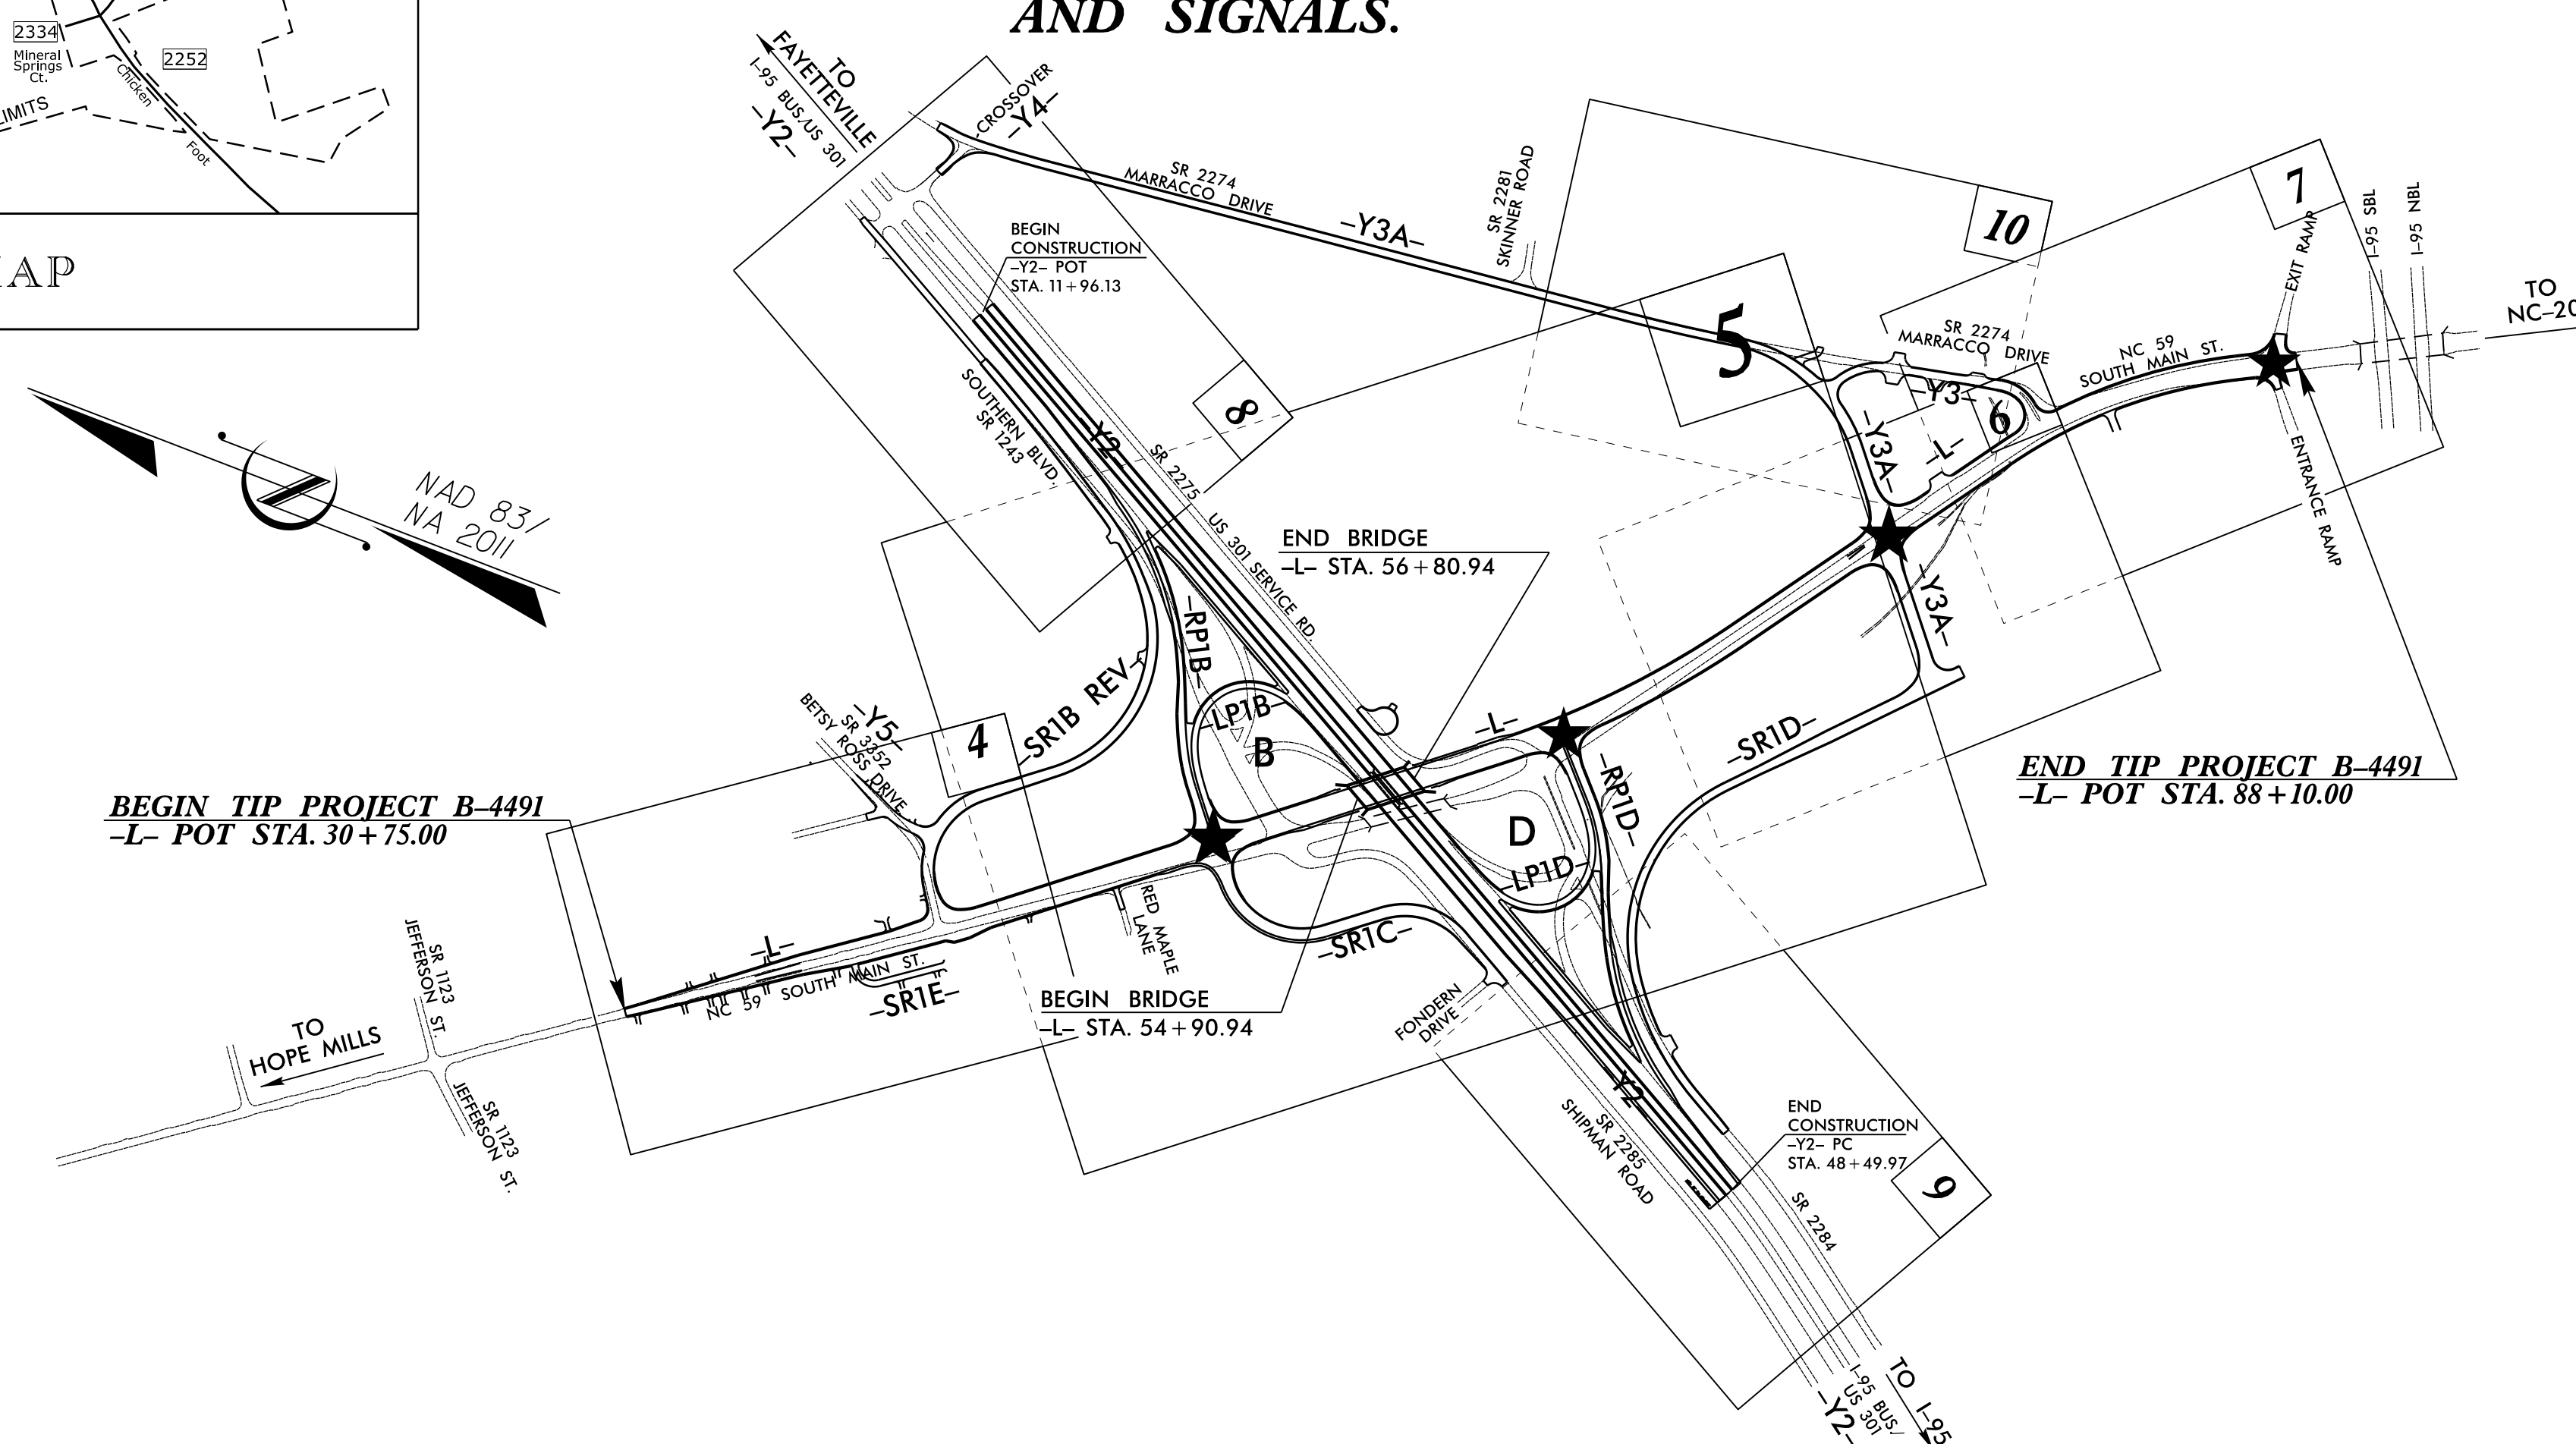 AND SIGNALS.
2334
Mineral
Springs
Ct.
2252
Chicken
Foot
LIMITS
AP
NAD 83/
NA 2011
TO
FAYETTEVILLE
I-95 BUS/US 301
-Y2-
CROSSOVER
-Y4-
SR 2274
MARRACCO DRIVE
-Y3A-
SR 2281
SKINNER ROAD
10
7
EXIT RAMP
I-95 SBL
I-95 NBL
TO
NC-20
BEGIN
CONSTRUCTION
-Y2- POT
STA. 11+96.13
5
SR 2274
MARRACCO DRIVE
NC 59
SOUTH MAIN ST.
-Y3-
6
-Y3A-
-L-
8
SOUTHERN BLVD.
SR 1243
Y2
SR 2275
US 301 SERVICE RD.
ENTRANCE RAMP
END BRIDGE
-L- STA. 56+80.94
-Y3A-
-RP1B-
SR1B REV-
-LP1B-
B
-Y5-
SR 3352
BETSY ROSS DRIVE
4
-L-
-SR1D-
-RP1D-
D
-LP1D-
BEGIN TIP PROJECT B-4491
-L- POT STA. 30+75.00
END TIP PROJECT B-4491
-L- POT STA. 88+10.00
RED MAPLE
LANE
-SR1C-
-L-
NC 59 SOUTH MAIN ST.
-SR1E-
BEGIN BRIDGE
-L- STA. 54+90.94
FONDERN
DRIVE
SR 1123
JEFFERSON ST.
TO
HOPE MILLS
SR 1123
JEFFERSON ST.
Y2
SR 2285
SHIPMAN ROAD
END
CONSTRUCTION
-Y2- PC
STA. 48+49.97
9
SR 2284
TO I-95
I-95 BUS/
US 301
-Y2-